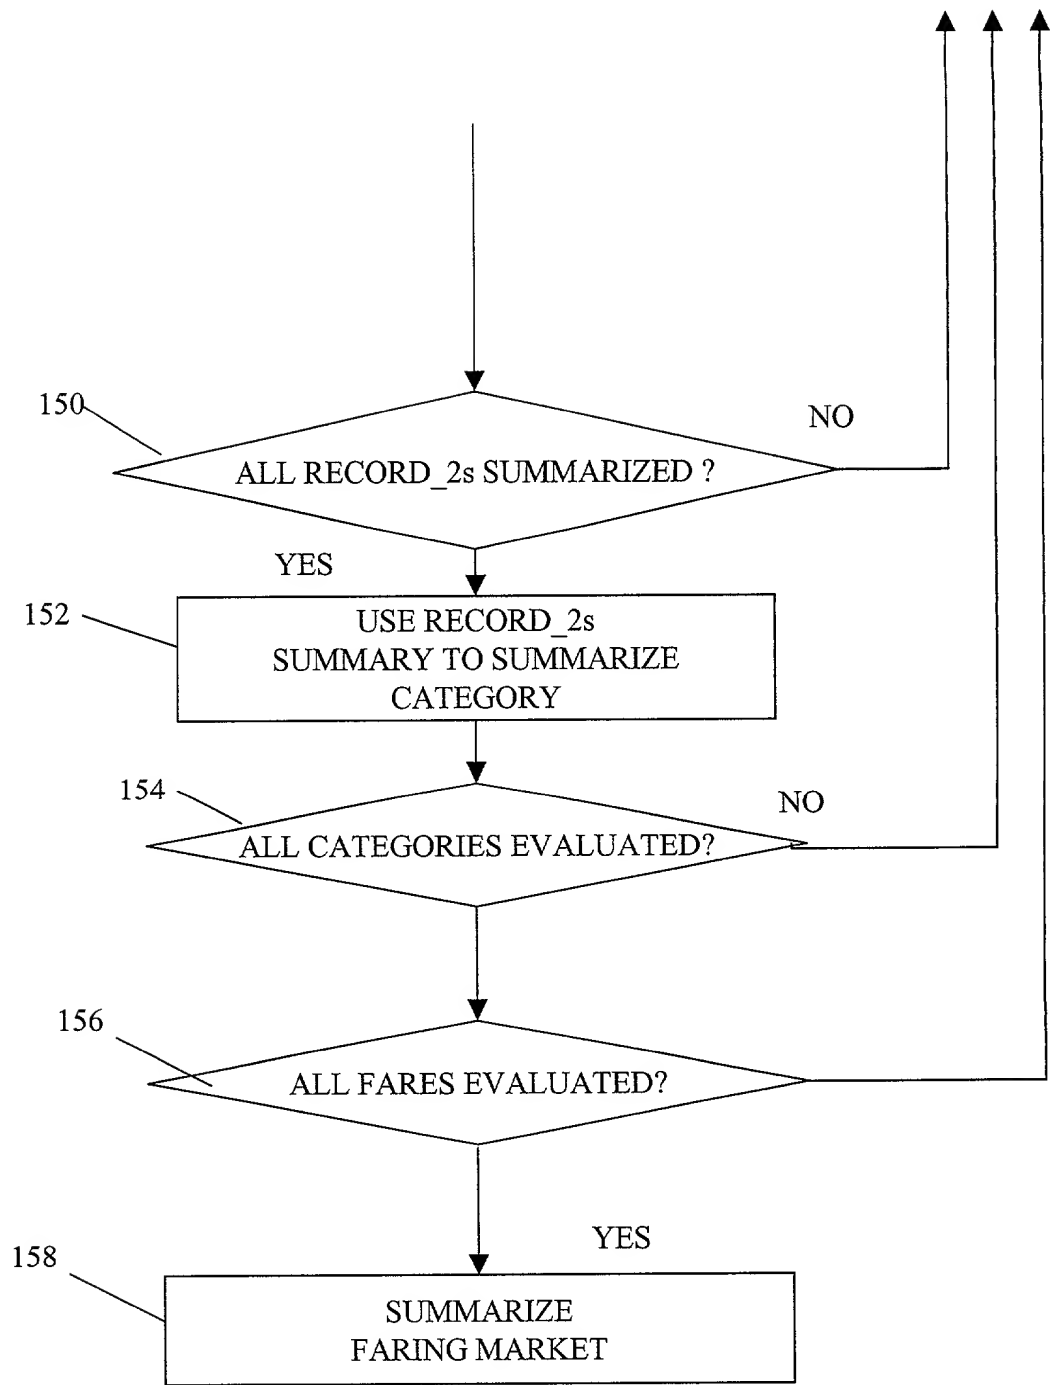 150
NO
ALL RECORD_2s SUMMARIZED ?
YES
152
USE RECORD_2s
SUMMARY TO SUMMARIZE
CATEGORY
154
NO
ALL CATEGORIES EVALUATED?
156
ALL FARES EVALUATED?
YES
158
SUMMARIZE
FARING MARKET